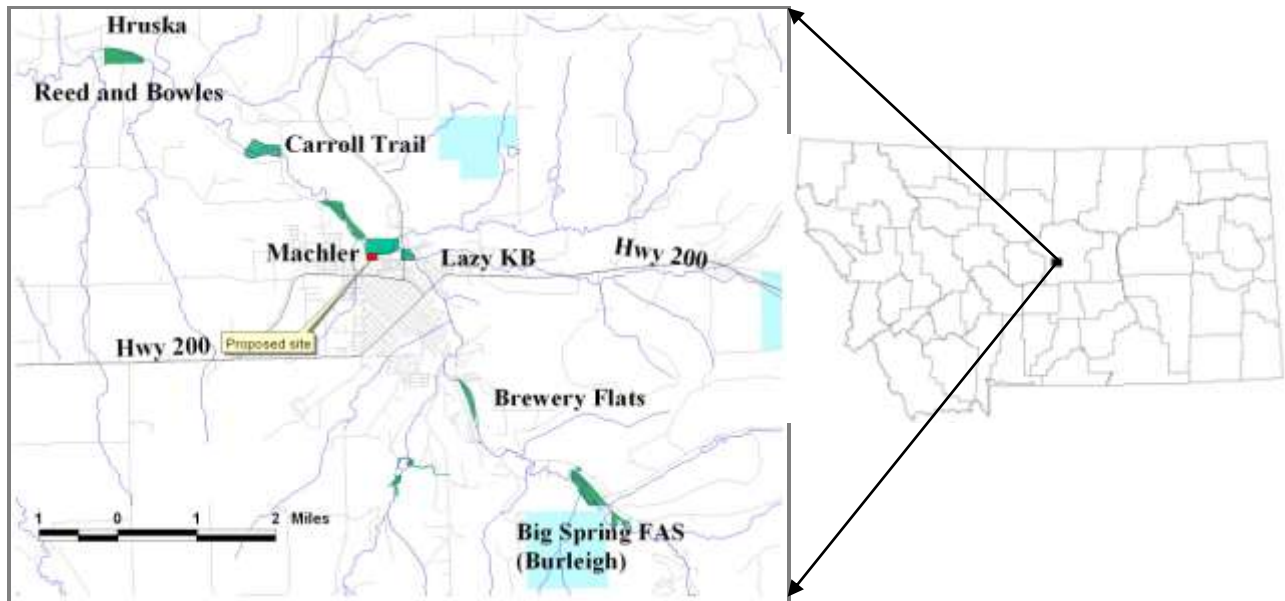 Hruska
Reed and Bowles
Carroll Trail
Machler
Lazy KB
Hwy 200
Hwy 200
Proposed site
Brewery Flats
1 0 1 2 Miles
Big Spring FAS
(Burleigh)